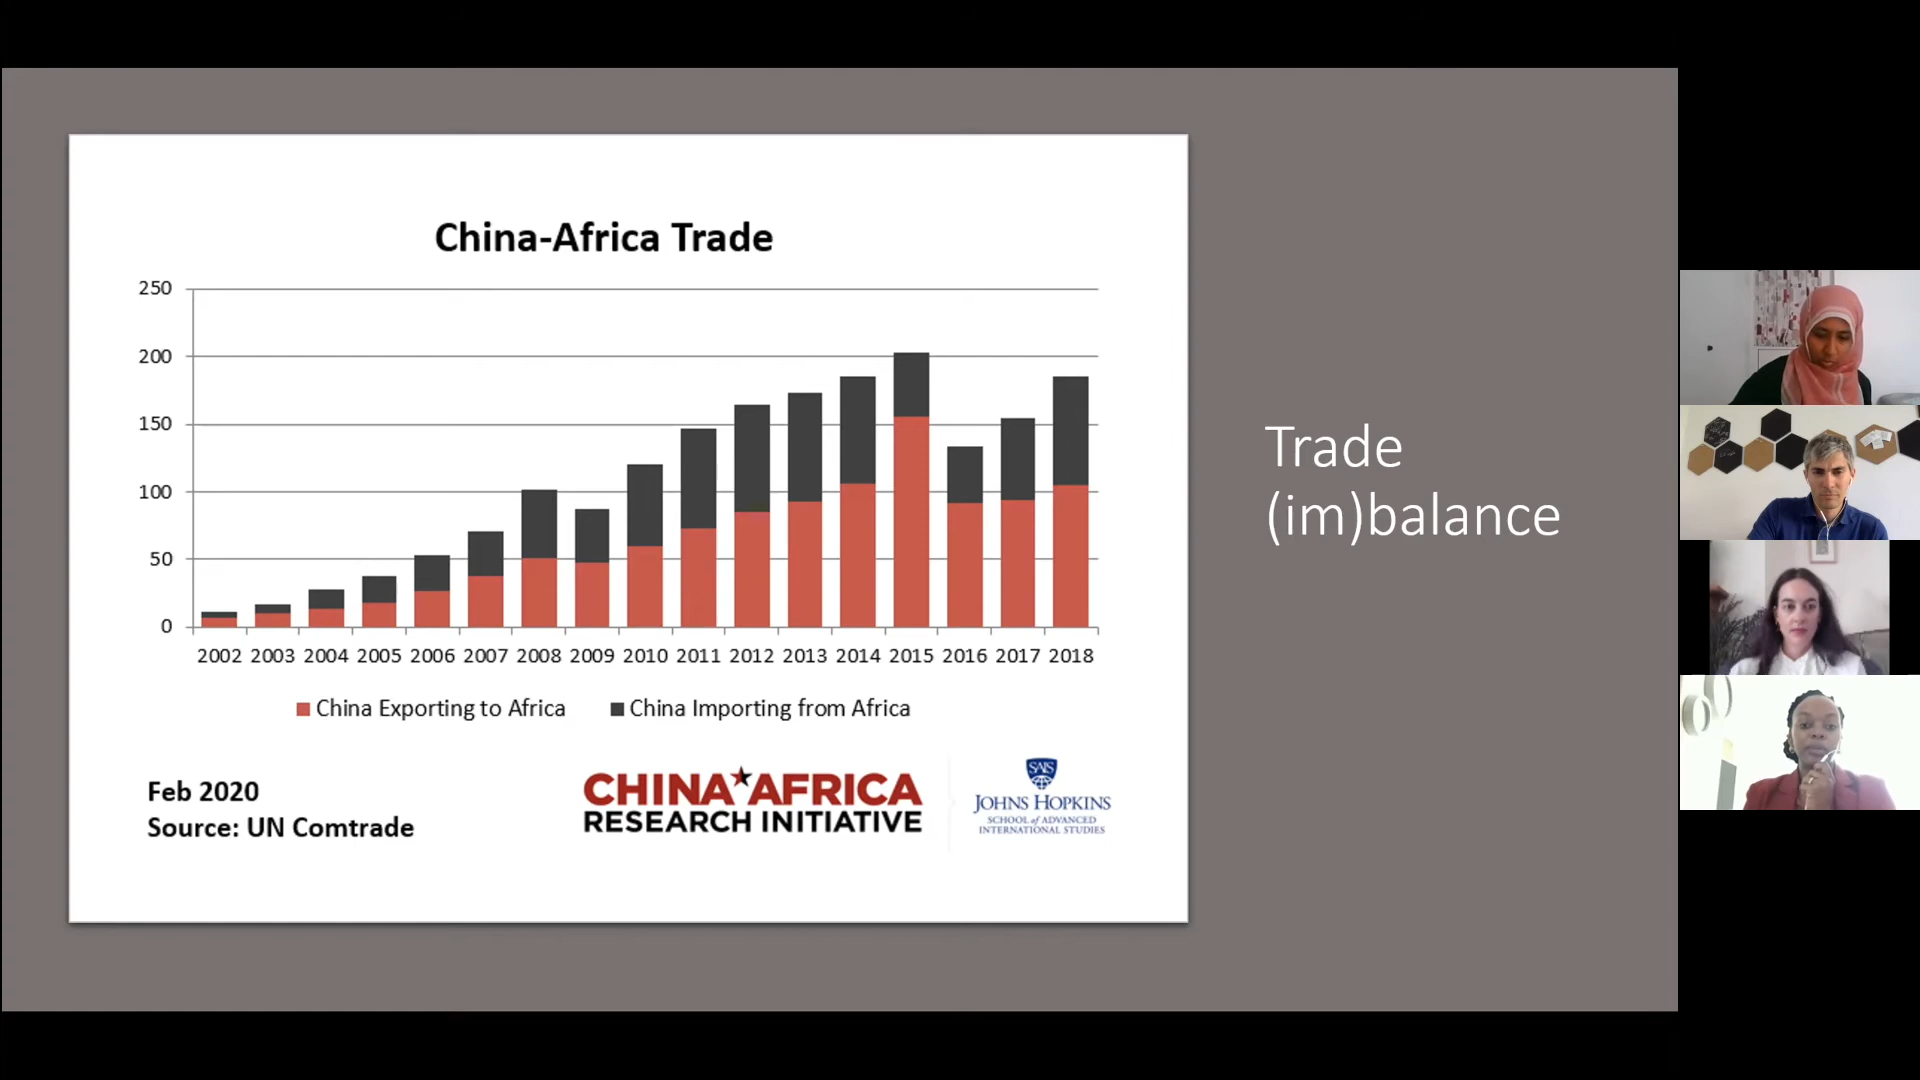 China-Africa Trade
250
200
150
100
50
0
2002 2003 2004 2005 2006 2007 2008 2009 2010 2011 2012 2013 2014 2015 2016 2017 2018
China Exporting to Africa China Importing from Africa
Feb 2020
Source: UN Comtrade
CHINA AFRICA
RESEARCH INITIATIVE
SAIS
JOHNS HOPKINS
SCHOOL of ADVANCED
INTERNATIONAL STUDIES
Trade
(im)balance